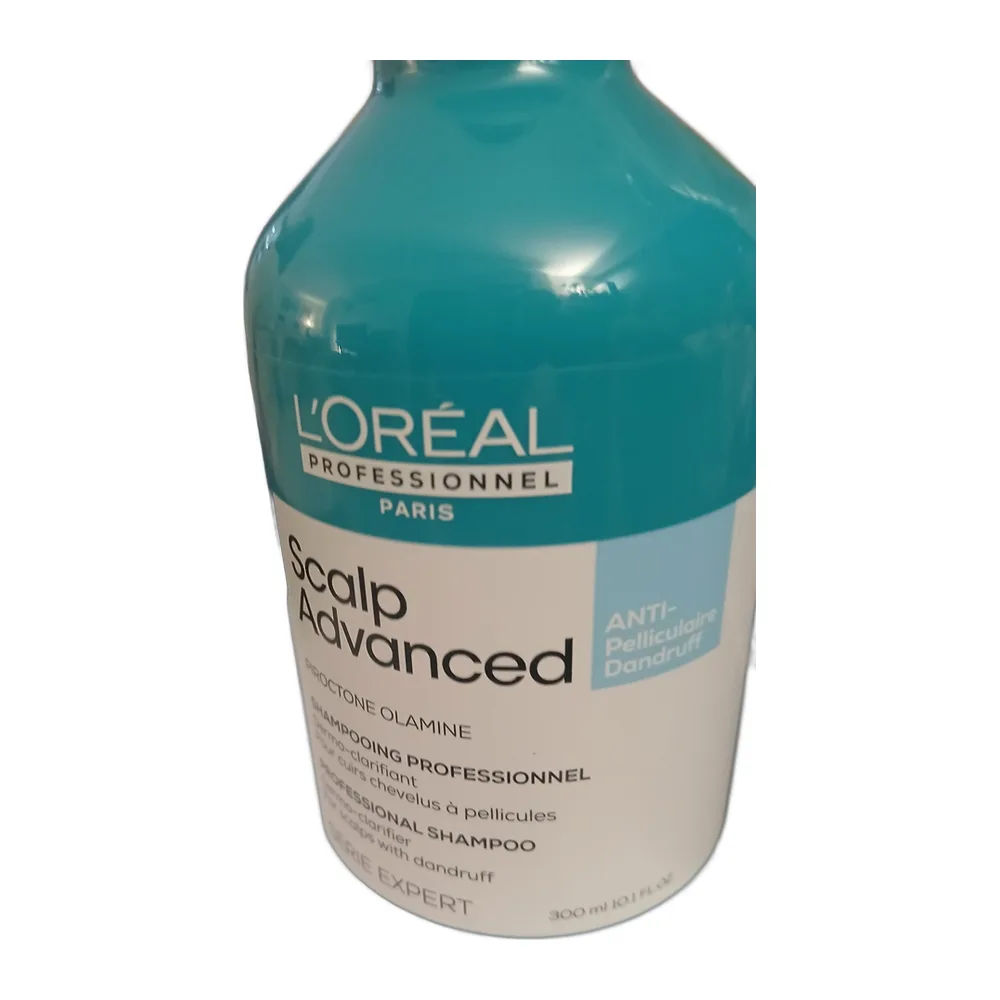 L'ORÉAL
PROFESSIONNEL
PARIS
Scalp
Advanced
ANTI-
Pelliculaire
Dandruff
PIROCTONE OLAMINE
SHAMPOOING PROFESSIONNEL
Dermo-clarifiant
Pour cuirs chevelus à pellicules
PROFESSIONAL SHAMPOO
Dermo-clarifier
For scalps with dandruff
SERIE EXPERT
300 ml 10.1 FL OZ